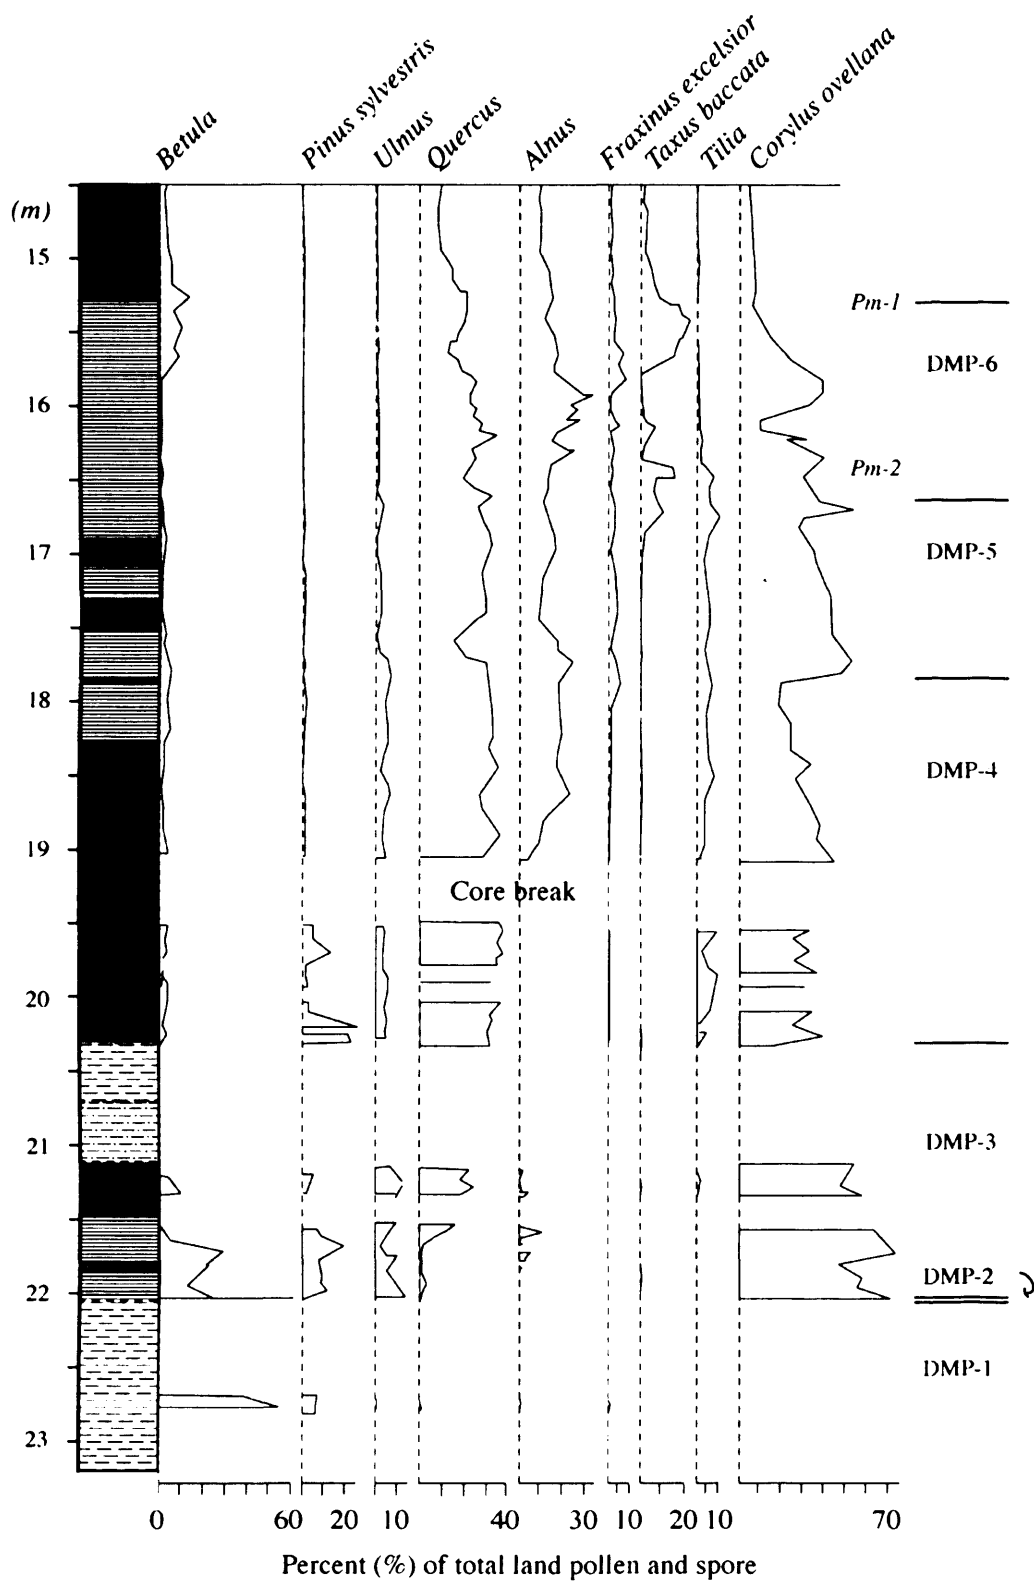 Betula
Pinus sylvestris
Ulmus
Quercus
Alnus
Fraxinus excelsior
Taxus baccata
Tilia
Corylus ovellana
(m)
15
Pm-1
DMP-6
16
Pm-2
17
DMP-5
18
DMP-4
19
Core break
20
21
DMP-3
DMP-2
22
DMP-1
23
0 60 20 10 40 30 10 20 10 70
Percent (%) of total land pollen and spore